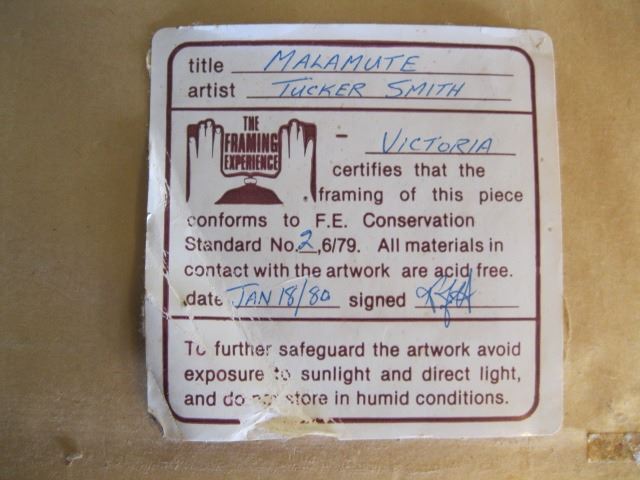 title MALAMUTE
artist TUCKER SMITH
THE
FRAMING
EXPERIENCE
– VICTORIA
certifies that the
framing of this piece
conforms to F.E. Conservation
Standard No. 2, 6/79. All materials in
contact with the artwork are acid free.
date JAN 18/80 signed
To further safeguard the artwork avoid
exposure to sunlight and direct light,
and do not store in humid conditions.